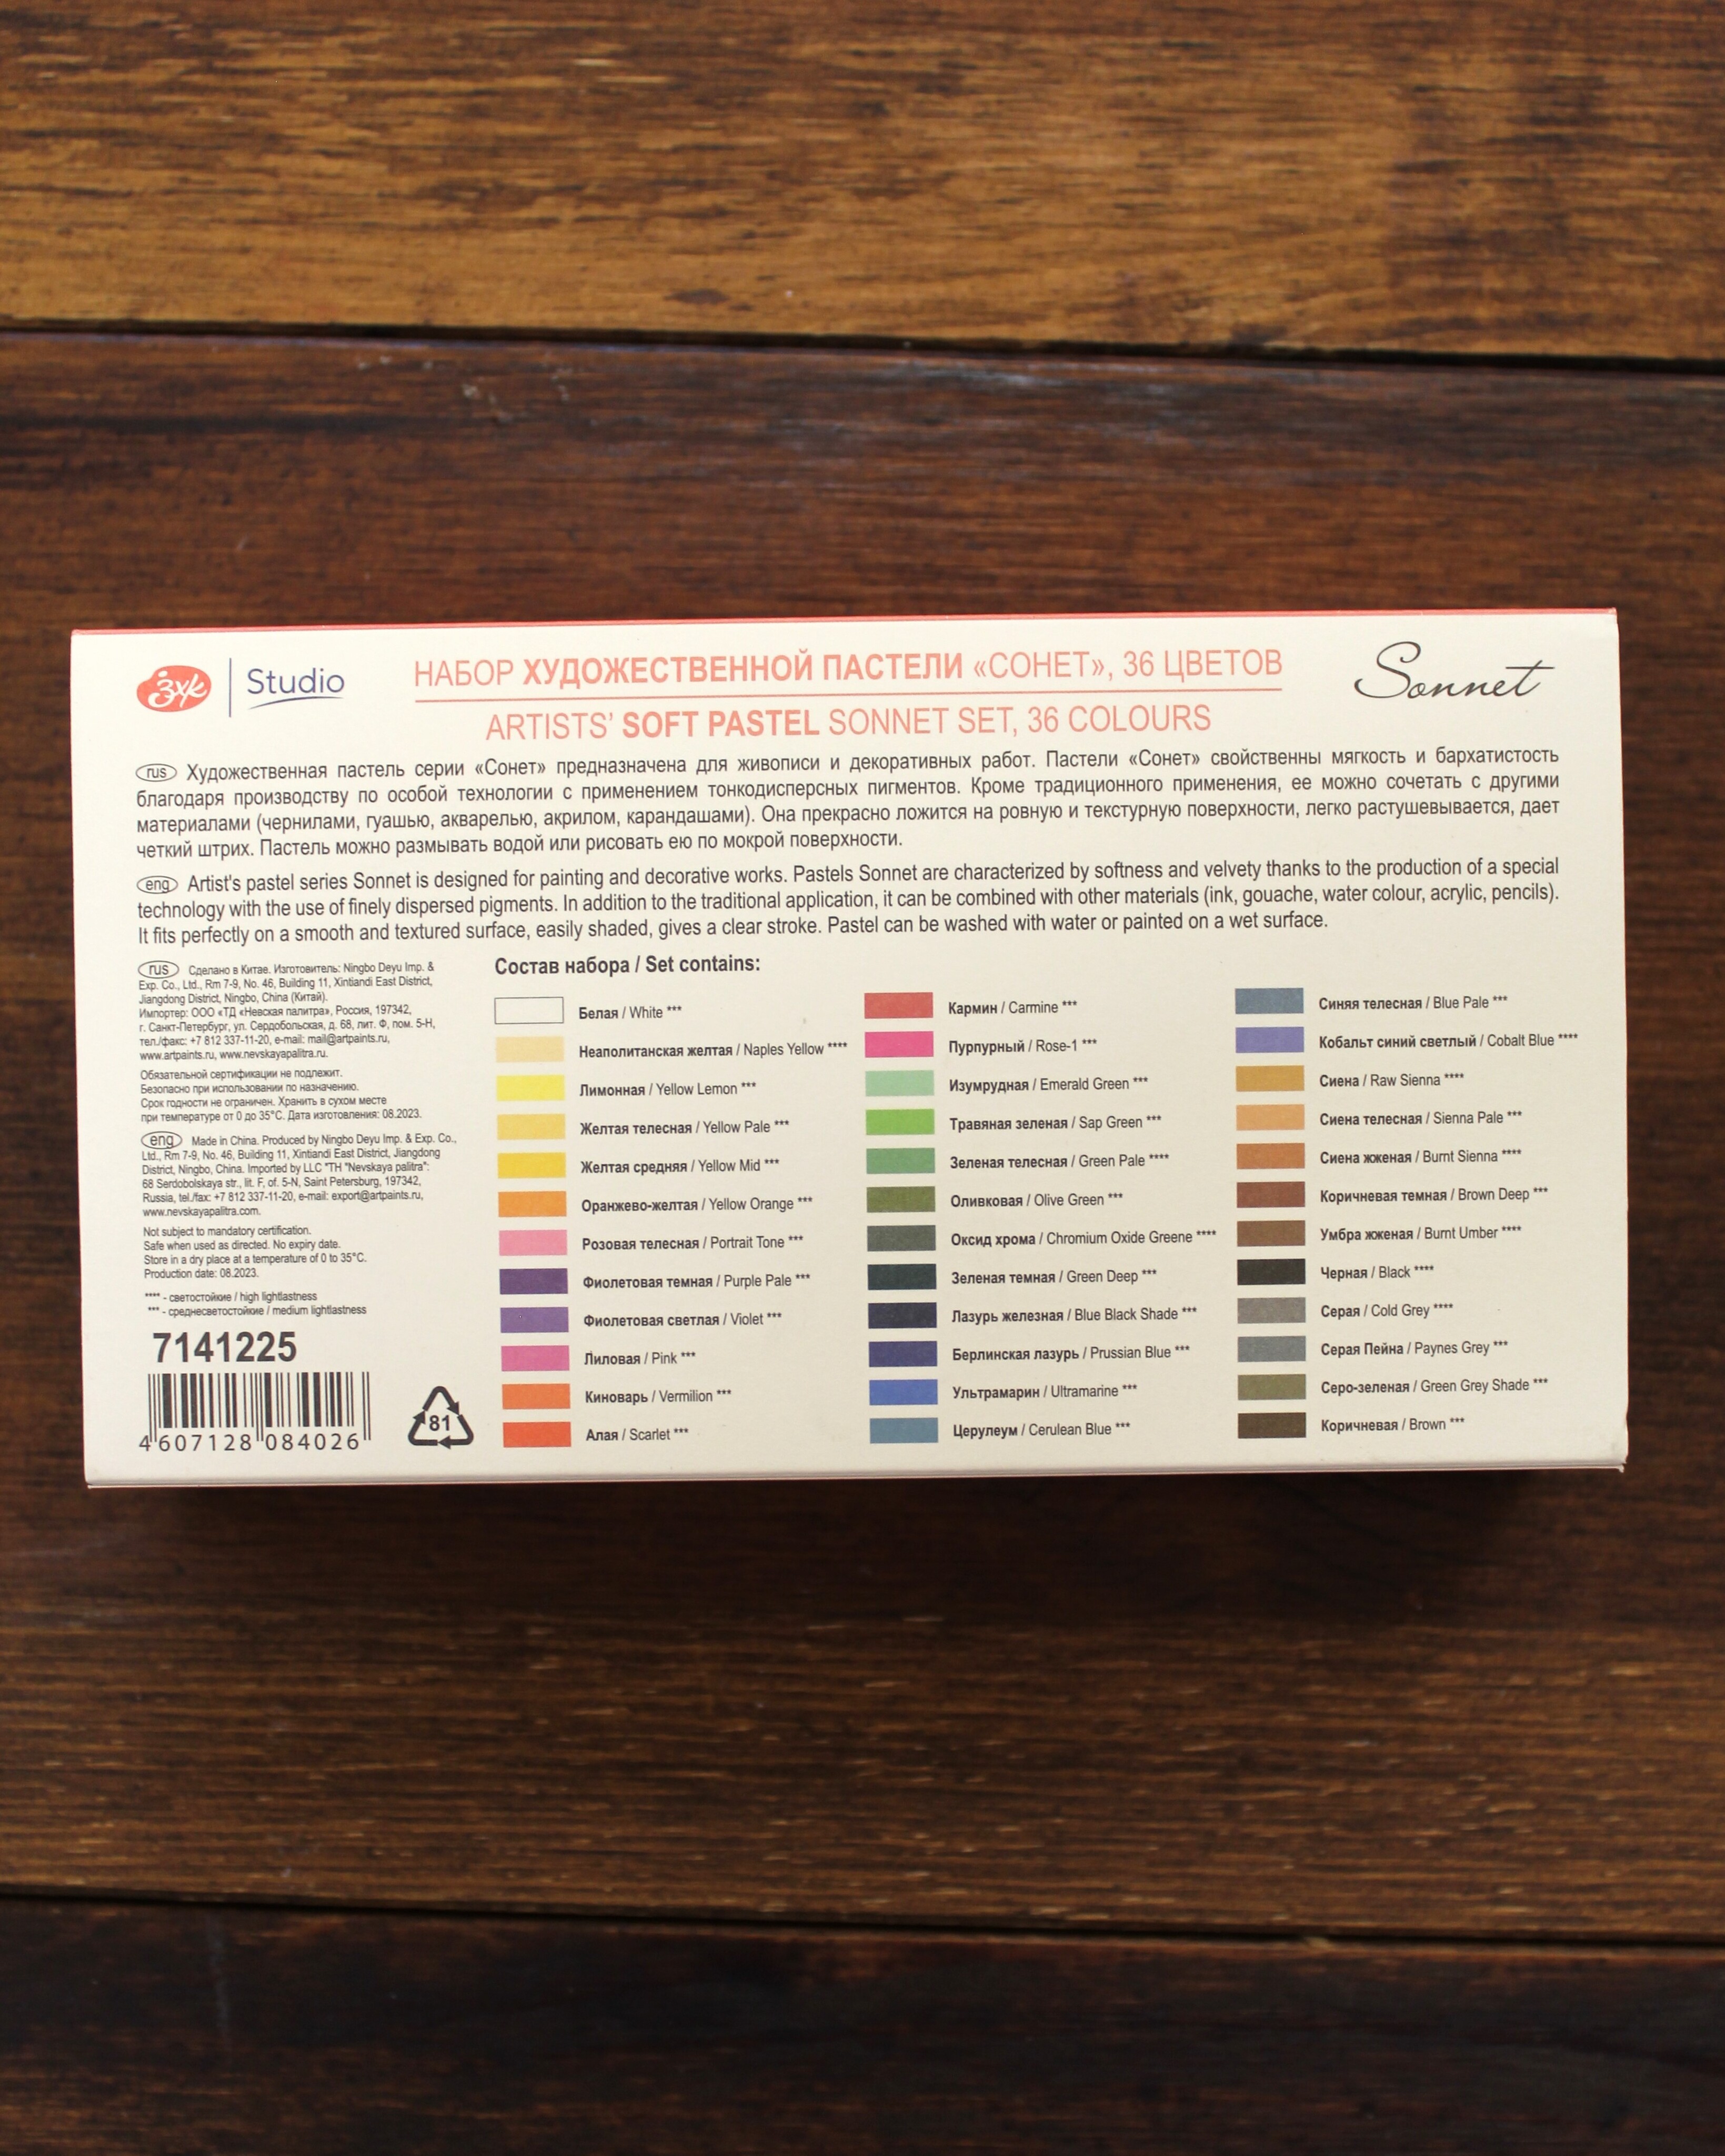 ЗХК Studio
НАБОР ХУДОЖЕСТВЕННОЙ ПАСТЕЛИ «СОНЕТ», 36 ЦВЕТОВ
ARTISTS' SOFT PASTEL SONNET SET, 36 COLOURS
Sonnet
rus Художественная пастель серии «Сонет» предназначена для живописи и декоративных работ. Пастели «Сонет» свойственны мягкость и бархатистость
благодаря производству по особой технологии с применением тонкодисперсных пигментов. Кроме традиционного применения, ее можно сочетать с другими
материалами (чернилами, гуашью, акварелью, акрилом, карандашами). Она прекрасно ложится на ровную и текстурную поверхности, легко растушевывается, дает
четкий штрих. Пастель можно размывать водой или рисовать ею по мокрой поверхности.
eng Artist's pastel series Sonnet is designed for painting and decorative works. Pastels Sonnet are characterized by softness and velvety thanks to the production of a special
technology with the use of finely dispersed pigments. In addition to the traditional application, it can be combined with other materials (ink, gouache, water colour, acrylic, pencils).
It fits perfectly on a smooth and textured surface, easily shaded, gives a clear stroke. Pastel can be washed with water or painted on a wet surface.
rus Сделано в Китае. Изготовитель: Ningbo Deyu Imp. &
Exp. Co., Ltd., Rm 7-9, No. 46, Building 11, Xintiandi East District,
Jiangdong District, Ningbo, China (Китай).
Импортер: ООО «ТД «Невская палитра», Россия, 197342,
г. Санкт-Петербург, ул. Сердобольская, д. 68, лит. Ф, пом. 5-Н,
тел./факс: +7 812 337-11-20, e-mail: mail@artpaints.ru,
www.artpaints.ru, www.nevskayapalitra.ru.
Обязательной сертификации не подлежит.
Безопасно при использовании по назначению.
Срок годности не ограничен. Хранить в сухом месте
при температуре от 0 до 35°С. Дата изготовления: 08.2023.
eng Made in China. Produced by Ningbo Deyu Imp. & Exp. Co.,
Ltd., Rm 7-9, No. 46, Building 11, Xintiandi East District, Jiangdong
District, Ningbo, China. Imported by LLC "TH "Nevskaya palitra":
68 Serdobolskaya str., lit. F, of. 5-N, Saint Petersburg, 197342,
Russia, tel./fax: +7 812 337-11-20, e-mail: export@artpaints.ru,
www.nevskayapalitra.com.
Not subject to mandatory certification.
Safe when used as directed. No expiry date.
Store in a dry place at a temperature of 0 to 35°C.
Production date: 08.2023.
**** - светостойкие / high lightlastness
*** - среднесветостойкие / medium lightlastness
7141225
4 607128 084026
81
Состав набора / Set contains:
Белая / White ***
Неаполитанская желтая / Naples Yellow ****
Лимонная / Yellow Lemon ***
Желтая телесная / Yellow Pale ***
Желтая средняя / Yellow Mid ***
Оранжево-желтая / Yellow Orange ***
Розовая телесная / Portrait Tone ***
Фиолетовая темная / Purple Pale ***
Фиолетовая светлая / Violet ***
Лиловая / Pink ***
Киноварь / Vermilion ***
Алая / Scarlet ***
Кармин / Carmine ***
Пурпурный / Rose-1 ***
Изумрудная / Emerald Green ***
Травяная зеленая / Sap Green ***
Зеленая телесная / Green Pale ****
Оливковая / Olive Green ***
Оксид хрома / Chromium Oxide Greene ****
Зеленая темная / Green Deep ***
Лазурь железная / Blue Black Shade ***
Берлинская лазурь / Prussian Blue ***
Ультрамарин / Ultramarine ***
Церулеум / Cerulean Blue ***
Синяя телесная / Blue Pale ***
Кобальт синий светлый / Cobalt Blue ****
Сиена / Raw Sienna ****
Сиена телесная / Sienna Pale ***
Сиена жженая / Burnt Sienna ****
Коричневая темная / Brown Deep ***
Умбра жженая / Burnt Umber ****
Черная / Black ****
Серая / Cold Grey ****
Серая Пейна / Paynes Grey ***
Серо-зеленая / Green Grey Shade ***
Коричневая / Brown ***